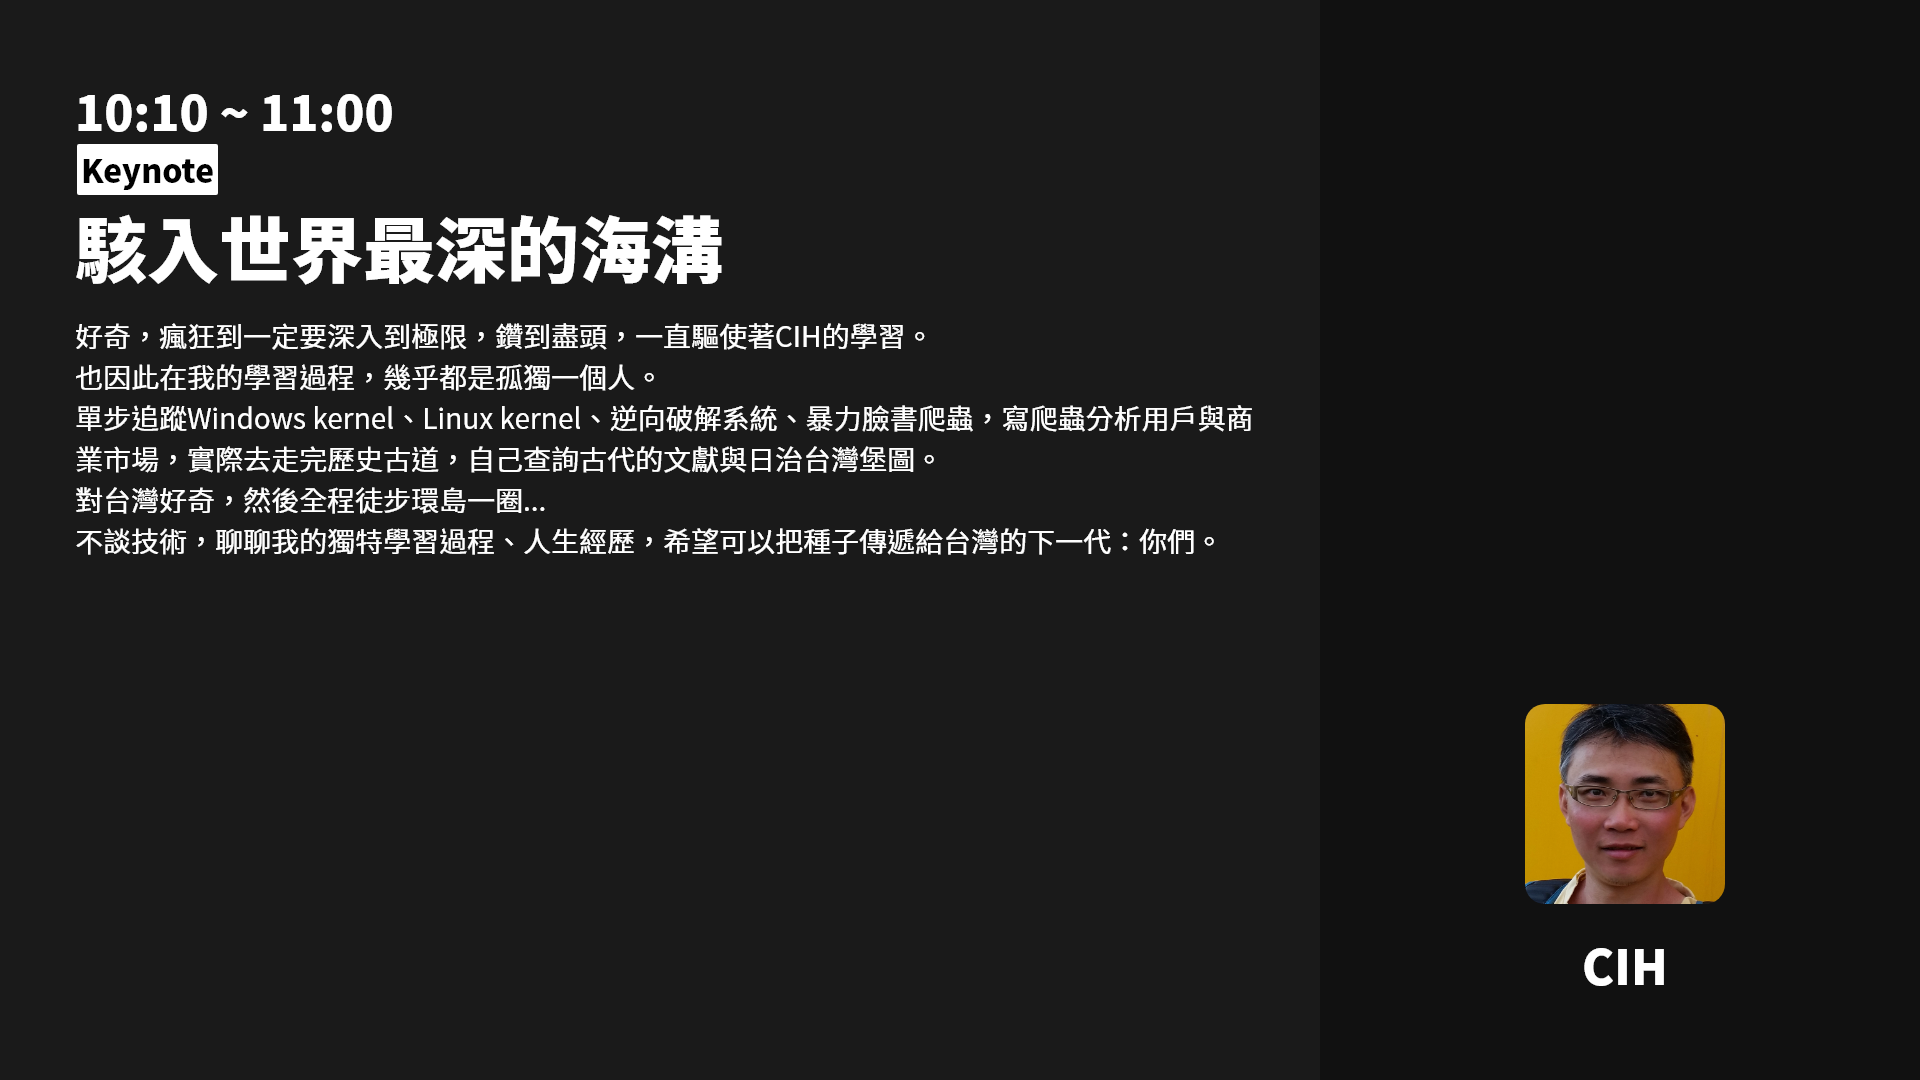 10:10 ~ 11:00
Keynote
駭入世界最深的海溝
好奇，瘋狂到一定要深入到極限，鑽到盡頭，一直驅使著CIH的學習。
也因此在我的學習過程，幾乎都是孤獨一個人。
單步追蹤Windows kernel、Linux kernel、逆向破解系統、暴力臉書爬蟲，寫爬蟲分析用戶與商
業市場，實際去走完歷史古道，自己查詢古代的文獻與日治台灣堡圖。
對台灣好奇，然後全程徒步環島一圈...
不談技術，聊聊我的獨特學習過程、人生經歷，希望可以把種子傳遞給台灣的下一代：你們。
CIH